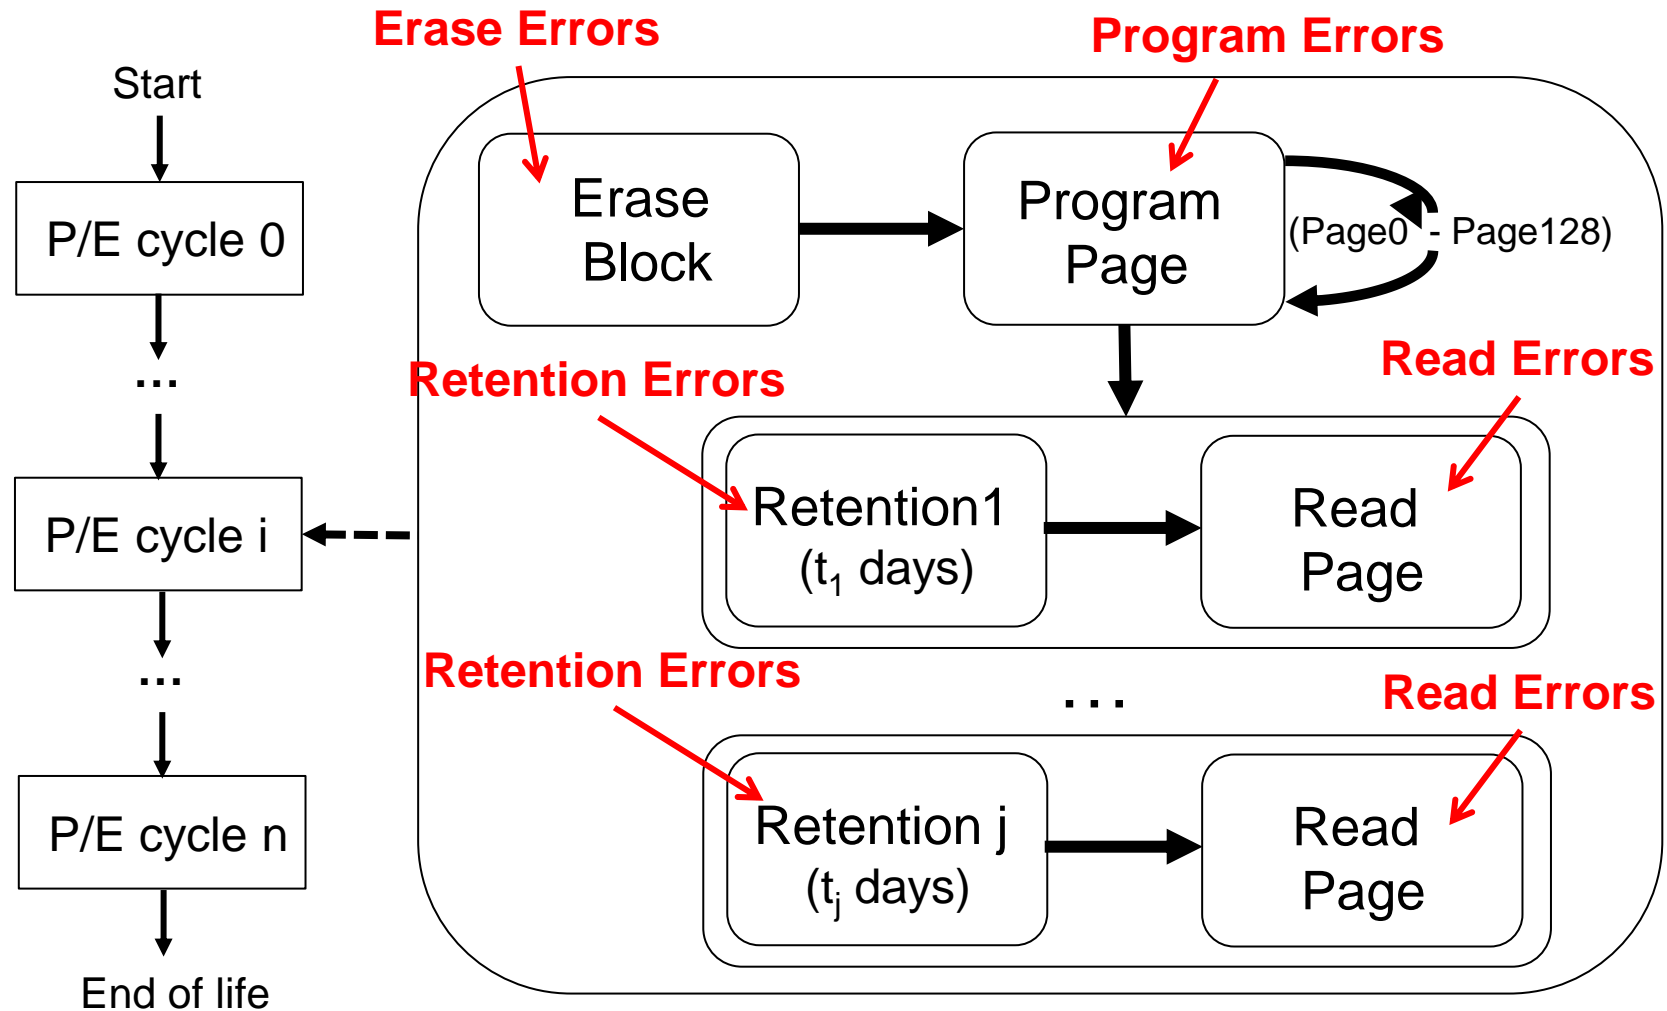 Start
P/E cycle 0
...
P/E cycle i
...
P/E cycle n
End of life
Erase Errors
Program Errors
Erase
Block
Program
Page
(Page0 - Page128)
Retention Errors
Read Errors
Retention1
(t1 days)
Read
Page
...
Retention Errors
Read Errors
Retention j
(tj days)
Read
Page